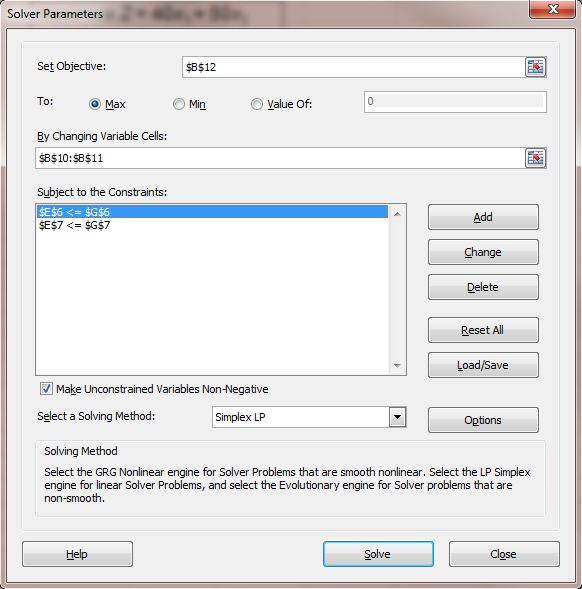 Solver Parameters
Set Objective:
$B$12
To:
Max
Min
Value Of:
0
By Changing Variable Cells:
$B$10:$B$11
Subject to the Constraints:
$E$6 <= $G$6
$E$7 <= $G$7
Add
Change
Delete
Reset All
Load/Save
Make Unconstrained Variables Non-Negative
Select a Solving Method:
Simplex LP
Options
Solving Method
Select the GRG Nonlinear engine for Solver Problems that are smooth nonlinear. Select the LP Simplex
engine for linear Solver Problems, and select the Evolutionary engine for Solver problems that are
non-smooth.
Help
Solve
Close